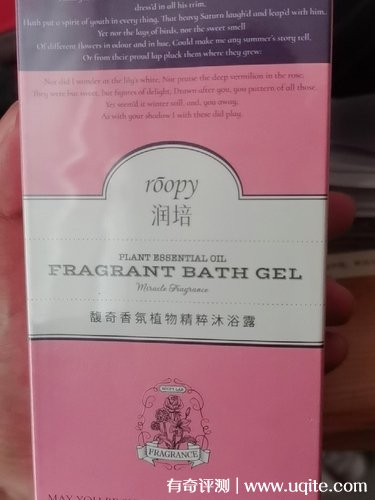 dress'd in all his trim,
Hath put a spirit of youth in every thing, That heavy Saturn laugh'd and leap'd with him.
Yet nor the lays of birds, nor the sweet smell
Of different flowers in odour and in hue, Could make me any summer's story tell,
Or from their proud lap pluck them where they grew:
Nor did I wonder at the lily's white, Nor praise the deep vermilion in the rose,
They were but sweet, but figures of delight, Drawn after you, you pattern of all those.
Yet seem'd it winter still, and, you away,
As with your shadow I with these did play.
rōopy
润培
PLANT ESSENTIAL OIL
FRAGRANT BATH GEL
Miracle Fragrance
馥奇香氛植物精粹沐浴露
FRAGRANCE
MAY YOU BE
有奇评测 | www.uqite.com